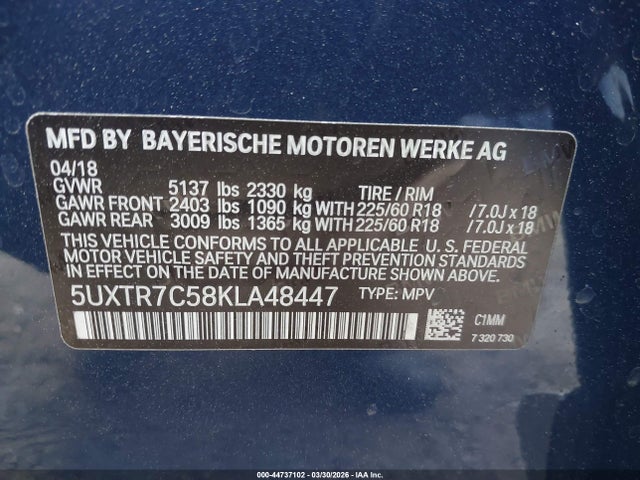 MFD BY BAYERISCHE MOTOREN WERKE AG
04/18
GVWR 5137 lbs 2330 kg TIRE / RIM
GAWR FRONT 2403 lbs 1090 kg WITH 225/60 R18 / 7.0J x 18
GAWR REAR 3009 lbs 1365 kg WITH 225/60 R18 / 7.0J x 18
THIS VEHICLE CONFORMS TO ALL APPLICABLE U. S. FEDERAL
MOTOR VEHICLE SAFETY AND THEFT PREVENTION STANDARDS
IN EFFECT ON THE DATE OF MANUFACTURE SHOWN ABOVE.
5UXTR7C58KLA48447 TYPE: MPV
C1MM
7 320 730
000-44737102 | 03/30/2026 | IAA Inc.